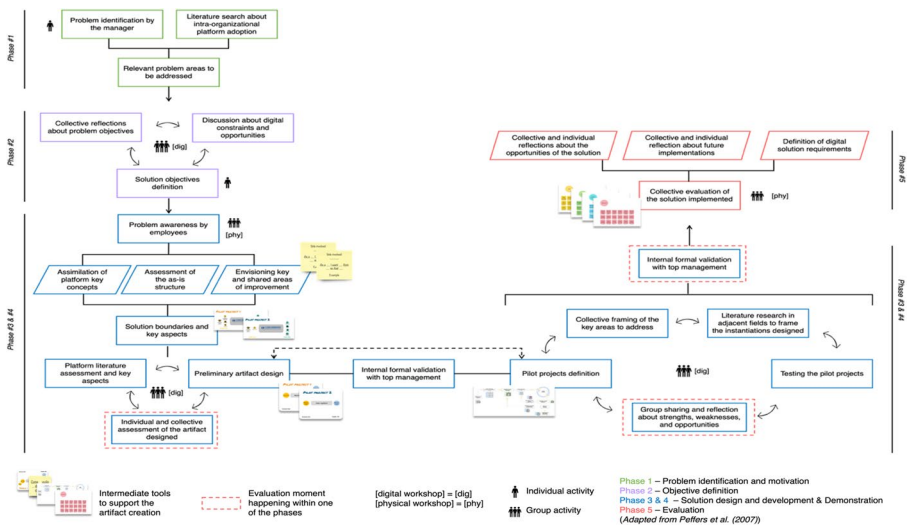 Phase #1
Problem identification by
the manager
Literature search about
intra-organizational
platform adoption
Relevant problem areas to
be addressed
Phase #2
Collective reflections
about problem objectives
Discussion about digital
constraints and
opportunities
[dig]
Solution objectives
definition
Phase #3 & #4
Problem awareness by
employees
[phy]
Assimilation of
platform key
concepts
Assessment of
the as-is
structure
Envisioning key
and shared areas
of improvement
Solution boundaries and
key aspects
PILOT PROJECT 2
Platform literature
assessment and key
aspects
[dig]
Preliminary artifact design
PILOT PROJECT 2
Individual and collective
assessment of the artifact
designed
Internal formal validation
with top management
Pilot projects definition
Collective framing of the
key areas to address
Literature research in
adjacent fields to frame
the instantiations designed
[dig]
Testing the pilot projects
Group sharing and reflection
about strengths, weaknesses,
and opportunities
Internal formal validation
with top management
Phase #3 & #4
Collective and individual
reflections about the
opportunities of the solution
Collective and individual
reflection about future
implementations
Definition of digital
solution requirements
Collective evaluation of
the solution implemented
[phy]
Phase #5
Intermediate tools
to support the
artifact creation
Evaluation moment
happening within one
of the phases
[digital workshop] = [dig]
[physical workshop] = [phy]
Individual activity
Group activity
Phase 1 – Problem identification and motivation
Phase 2 – Objective definition
Phase 3 & 4 – Solution design and development & Demonstration
Phase 5 – Evaluation
(Adapted from Peffers et al. (2007))